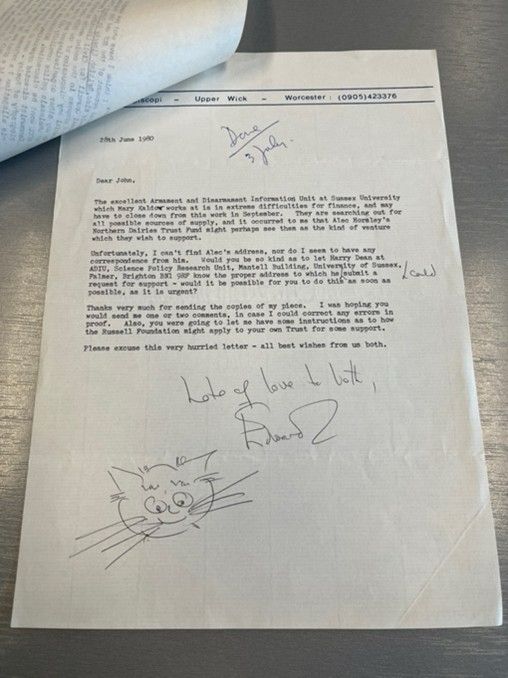 iscopi - Upper Wick - Worcester: (0905)423376
28th June 1980
Done
3 July.
Dear John,
The excellent Armament and Disarmament Information Unit at Sussex University
which Mary Kaldor works at is in extreme difficulties for finance, and may
have to close down from this work in September. They are searching out for
all possible sources of supply, and it occurred to me that Alec Horsley's
Northern Dairies Trust Fund might perhaps see them as the kind of venture
which they wish to support.
Unfortunately, I can't find Alec's address, nor do I seem to have any
correspondence from him. Would you be so kind as to let Harry Dean at
ADIU, Science Policy Research Unit, Mantell Building, University of Sussex,
Falmer, Brighton BN1 9RF know the proper address to which he submit a
/could
request for support - would it be possible for you to do this as soon as
possible, as it is urgent?
Thanks very much for sending the copies of my piece. I was hoping you
would send me one or two comments, in case I could correct any errors in
proof. Also, you were going to let me have some instructions as to how
the Russell Foundation might apply to your own Trust for some support.
Please excuse this very hurried letter - all best wishes from us both.
Lots of love to both,
Edward